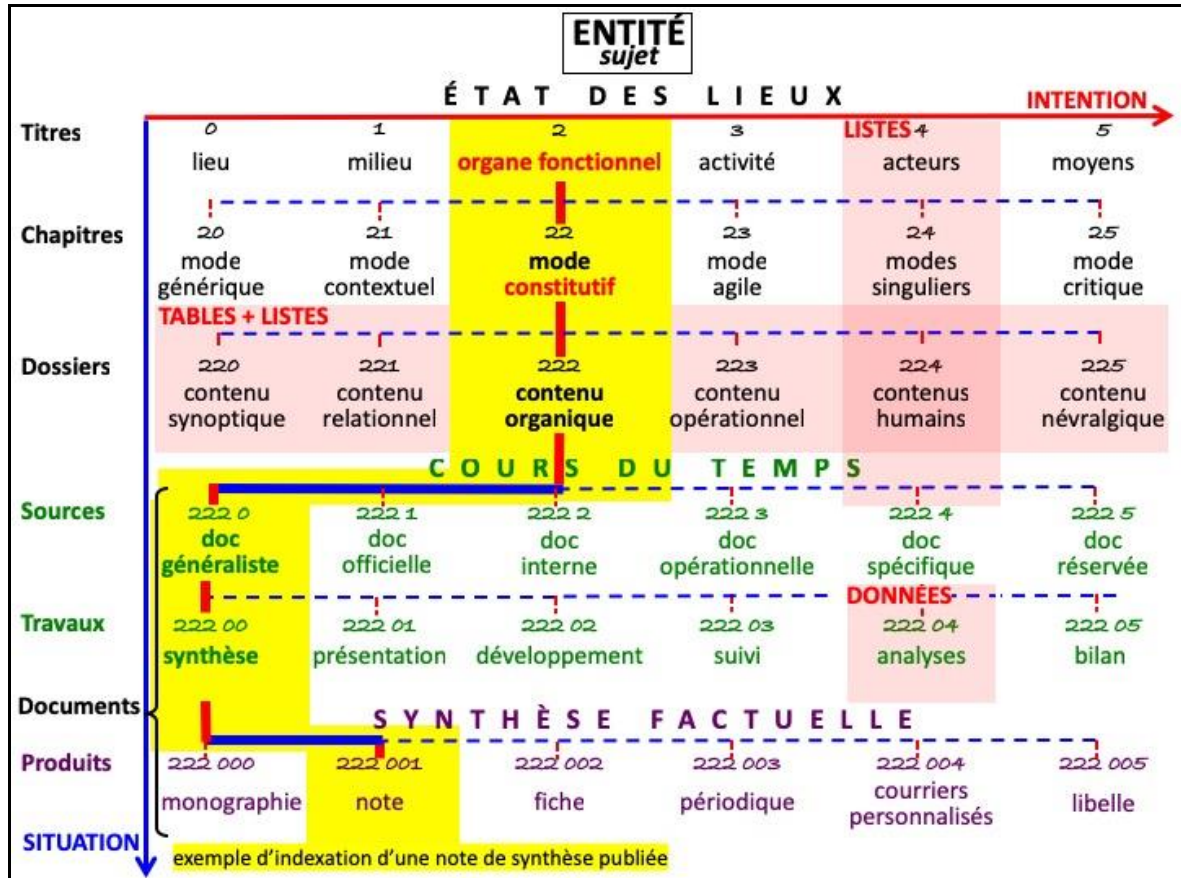 ENTITÉ
sujet
ÉTAT DES LIEUX
INTENTION
Titres 0 1 2 3 LISTES 4 5
lieu milieu organe fonctionnel activité acteurs moyens
Chapitres 20 21 22 23 24 25
mode mode mode mode modes mode
générique contextuel constitutif agile singuliers critique
TABLES + LISTES
Dossiers 220 221 222 223 224 225
contenu contenu contenu contenu contenus contenu
synoptique relationnel organique opérationnel humains névralgique
COURS DU TEMPS
Sources 222 0 222 1 222 2 222 3 222 4 222 5
doc doc doc doc doc doc
généraliste officielle interne opérationnelle spécifique réservée
DONNÉES
Travaux 222 00 222 01 222 02 222 03 222 04 222 05
synthèse présentation développement suivi analyses bilan
Documents
SYNTHÈSE FACTUELLE
Produits 222 000 222 001 222 002 222 003 222 004 222 005
monographie note fiche périodique courriers libelle
personnalisés
SITUATION
exemple d'indexation d'une note de synthèse publiée